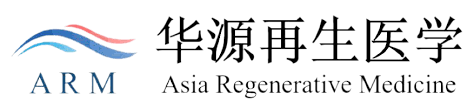 华源再生医学
ARM
Asia Regenerative Medicine